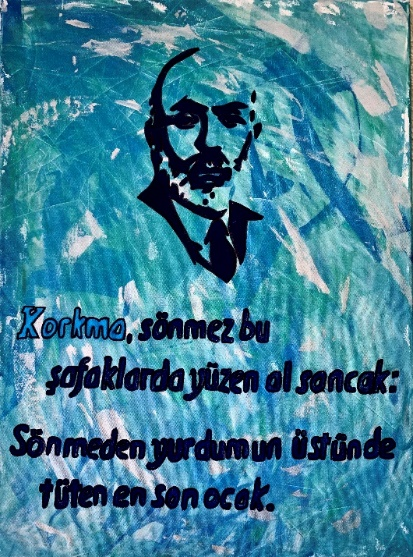 Korkma, sönmez bu
şafaklarda yüzen al sancak:
Sönmeden yurdumun üstünde
tüten en son ocak.